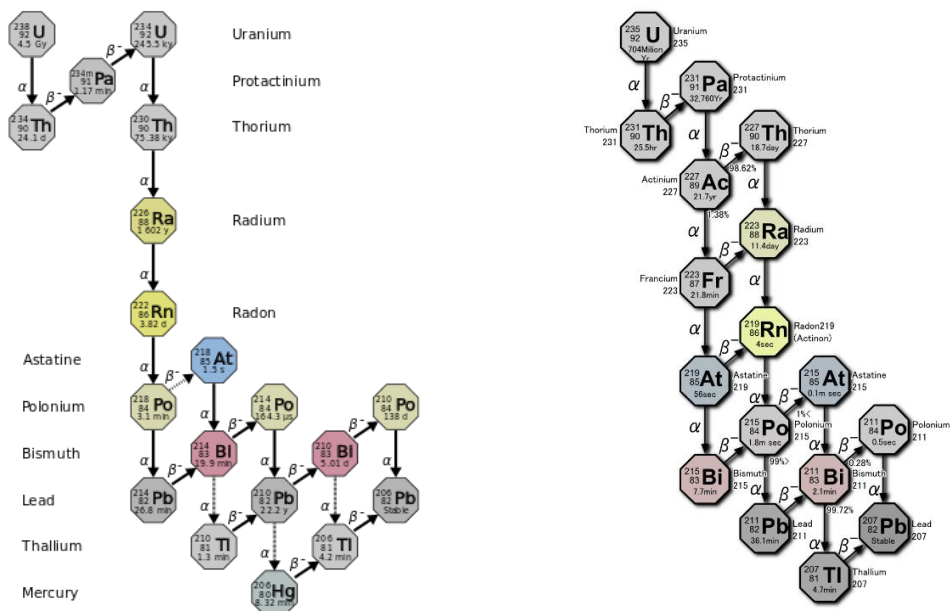 238
92 U
4.5 Gy
234
92 U
245.5 ky
Uranium
β⁻
α
234m
91 Pa
1.17 min
β⁻
α
Protactinium
234
90 Th
24.1 d
230
90 Th
75.38 ky
Thorium
α
226
88 Ra
1 602 y
Radium
α
222
86 Rn
3.82 d
Radon
α
Astatine
218
85 At
1.5 s
β⁻
Polonium
218
84 Po
3.1 min
α
214
84 Po
164.3 µs
210
84 Po
138 d
α
β⁻
β⁻
α
β⁻
α
β⁻
Bismuth
214
83 Bi
19.9 min
210
83 Bi
5.01 d
Lead
214
82 Pb
26.8 min
α
210
82 Pb
22.2 y
α
206
82 Pb
Stable
β⁻
β⁻
Thallium
210
81 Tl
1.3 min
α
β⁻
206
81 Tl
4.2 min
Mercury
206
80 Hg
8.32 min
235
92 U
704Milion
Yr
Uranium
235
α
β⁻
231
91 Pa
32,760Yr
Protactinium
231
Thorium
231
231
90 Th
25.5hr
α
β⁻
98.62%
227
90 Th
18.7day
Thorium
227
Actinium
227
227
89 Ac
21.7yr
1.38%
α
α
β⁻
223
88 Ra
11.4day
Radium
223
Francium
223
223
87 Fr
21.8min
α
α
β⁻
219
86 Rn
4sec
Radon219
(Actinon)
219
85 At
56sec
Astatine
219
α
α
β⁻
1%<
215
85 At
0.1m sec
Astatine
215
β⁻
215
84 Po
1.8m sec
Polonium
215
99%>
α
α
β⁻
0.28%
211
84 Po
0.5sec
Polonium
211
215
83 Bi
7.7min
Bismuth
215
211
83 Bi
2.1min
Bismuth
211
99.72%
β⁻
α
α
211
82 Pb
36.1min
Lead
211
β⁻
207
82 Pb
Stable
Lead
207
207
81 Tl
4.7min
Thallium
207